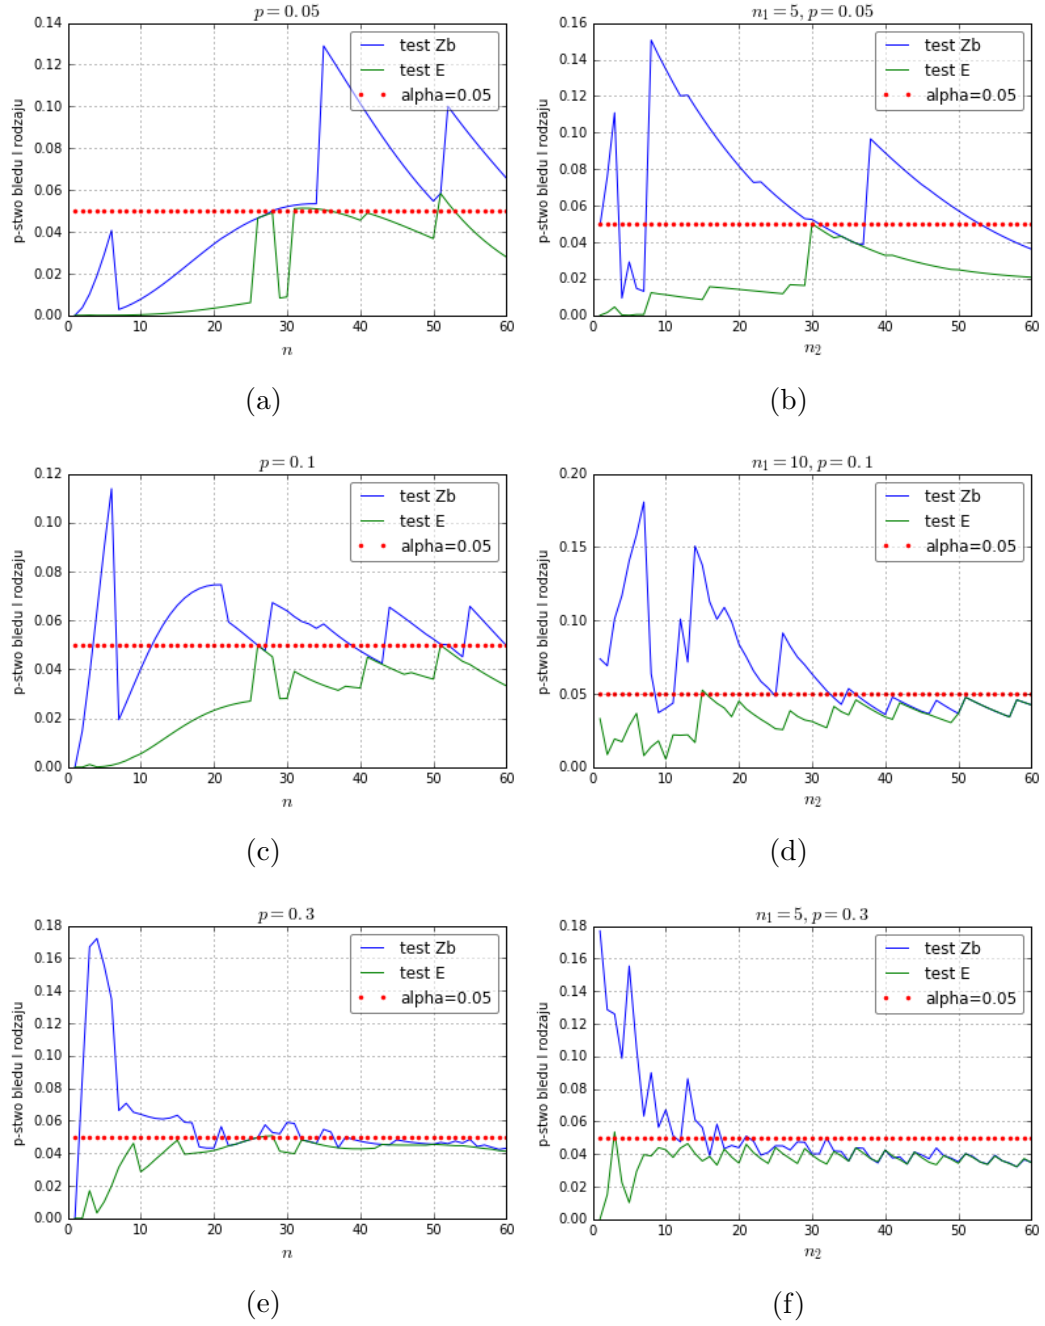 p = 0.05
p-stwo bledu I rodzaju
0.14
0.12
0.10
0.08
0.06
0.04
0.02
0.00
test Zb
test E
alpha=0.05
0 10 20 30 40 50 60
n
(a)
n1 = 5, p = 0.05
p-stwo bledu I rodzaju
0.16
0.14
0.12
0.10
0.08
0.06
0.04
0.02
0.00
test Zb
test E
alpha=0.05
0 10 20 30 40 50 60
n2
(b)
p = 0.1
p-stwo bledu I rodzaju
0.12
0.10
0.08
0.06
0.04
0.02
0.00
test Zb
test E
alpha=0.05
0 10 20 30 40 50 60
n
(c)
n1 = 10, p = 0.1
p-stwo bledu I rodzaju
0.20
0.15
0.10
0.05
0.00
test Zb
test E
alpha=0.05
0 10 20 30 40 50 60
n2
(d)
p = 0.3
p-stwo bledu I rodzaju
0.18
0.16
0.14
0.12
0.10
0.08
0.06
0.04
0.02
0.00
test Zb
test E
alpha=0.05
0 10 20 30 40 50 60
n
(e)
n1 = 5, p = 0.3
p-stwo bledu I rodzaju
0.18
0.16
0.14
0.12
0.10
0.08
0.06
0.04
0.02
0.00
test Zb
test E
alpha=0.05
0 10 20 30 40 50 60
n2
(f)